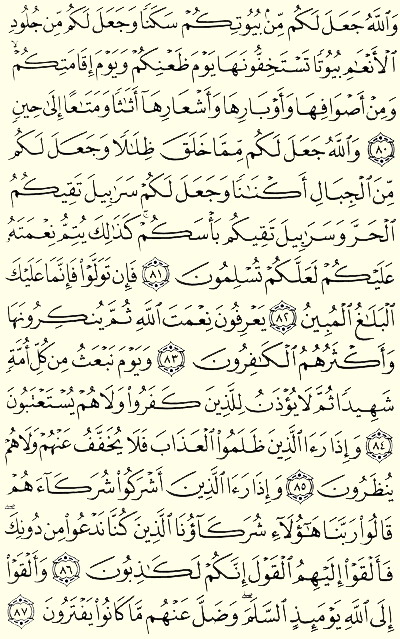 وَٱللَّهُ جَعَلَ لَكُم مِّنۢ بُيُوتِكُمْ سَكَنًا وَجَعَلَ لَكُم مِّن جُلُودِ
ٱلْأَنْعَٰمِ بُيُوتًا تَسْتَخِفُّونَهَا يَوْمَ ظَعْنِكُمْ وَيَوْمَ إِقَامَتِكُمْ ۙ
وَمِنْ أَصْوَافِهَا وَأَوْبَارِهَا وَأَشْعَارِهَآ أَثَٰثًا وَمَتَٰعًا إِلَىٰ حِينٍ
﴿٨٠﴾ وَٱللَّهُ جَعَلَ لَكُم مِّمَّا خَلَقَ ظِلَٰلًا وَجَعَلَ لَكُم
مِّنَ ٱلْجِبَالِ أَكْنَٰنًا وَجَعَلَ لَكُمْ سَرَٰبِيلَ تَقِيكُمُ
ٱلْحَرَّ وَسَرَٰبِيلَ تَقِيكُم بَأْسَكُمْ ۚ كَذَٰلِكَ يُتِمُّ نِعْمَتَهُۥ
عَلَيْكُمْ لَعَلَّكُمْ تُسْلِمُونَ ﴿٨١﴾ فَإِن تَوَلَّوْا۟ فَإِنَّمَا عَلَيْكَ
ٱلْبَلَٰغُ ٱلْمُبِينُ ﴿٨٢﴾ يَعْرِفُونَ نِعْمَتَ ٱللَّهِ ثُمَّ يُنكِرُونَهَا
وَأَكْثَرُهُمُ ٱلْكَٰفِرُونَ ﴿٨٣﴾ وَيَوْمَ نَبْعَثُ مِن كُلِّ أُمَّةٍ
شَهِيدًا ثُمَّ لَا يُؤْذَنُ لِلَّذِينَ كَفَرُوا۟ وَلَا هُمْ يُسْتَعْتَبُونَ
﴿٨٤﴾ وَإِذَا رَءَا ٱلَّذِينَ ظَلَمُوا۟ ٱلْعَذَابَ فَلَا يُخَفَّفُ عَنْهُمْ وَلَا هُمْ
يُنظَرُونَ ﴿٨٥﴾ وَإِذَا رَءَا ٱلَّذِينَ أَشْرَكُوا۟ شُرَكَآءَهُمْ
قَالُوا۟ رَبَّنَا هَٰٓؤُلَآءِ شُرَكَآؤُنَا ٱلَّذِينَ كُنَّا نَدْعُوا۟ مِن دُونِكَ ۖ
فَأَلْقَوْا۟ إِلَيْهِمُ ٱلْقَوْلَ إِنَّكُمْ لَكَٰذِبُونَ ﴿٨٦﴾ وَأَلْقَوْا۟
إِلَى ٱللَّهِ يَوْمَئِذٍ ٱلسَّلَمَ ۖ وَضَلَّ عَنْهُم مَّا كَانُوا۟ يَفْتَرُونَ ﴿٨٧﴾